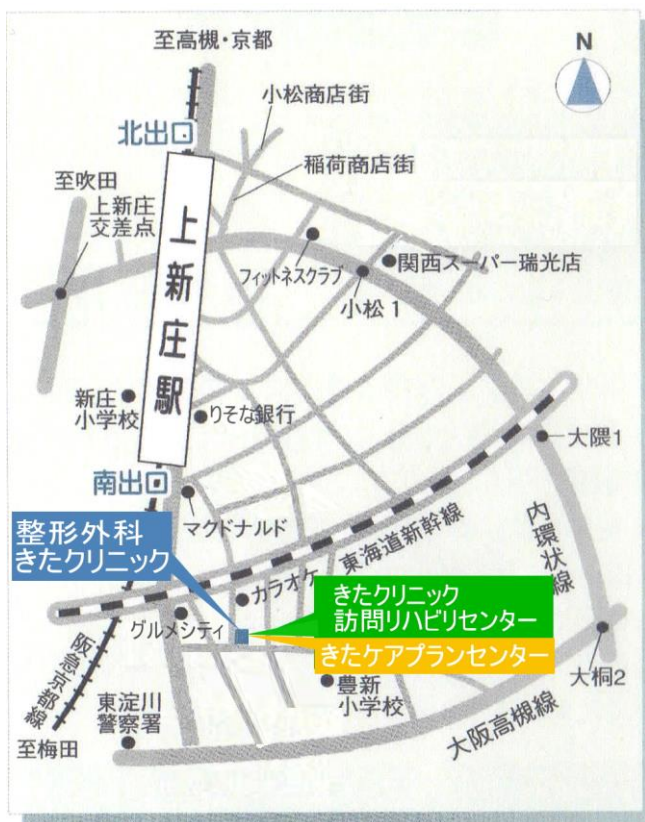 至高槻・京都
N
小松商店街
北出口
稲荷商店街
至吹田
上新庄
交差点
フィットネスクラブ
関西スーパー瑞光店
小松1
上新庄駅
新庄
小学校
りそな銀行
大隈1
南出口
マクドナルド
整形外科
きたクリニック
カラオケ
東海道新幹線
内環状線
きたクリニック
訪問リハビリセンター
グルメシティ
きたケアプランセンター
阪急京都線
豊新
小学校
大桐2
東淀川
警察署
大阪高槻線
至梅田